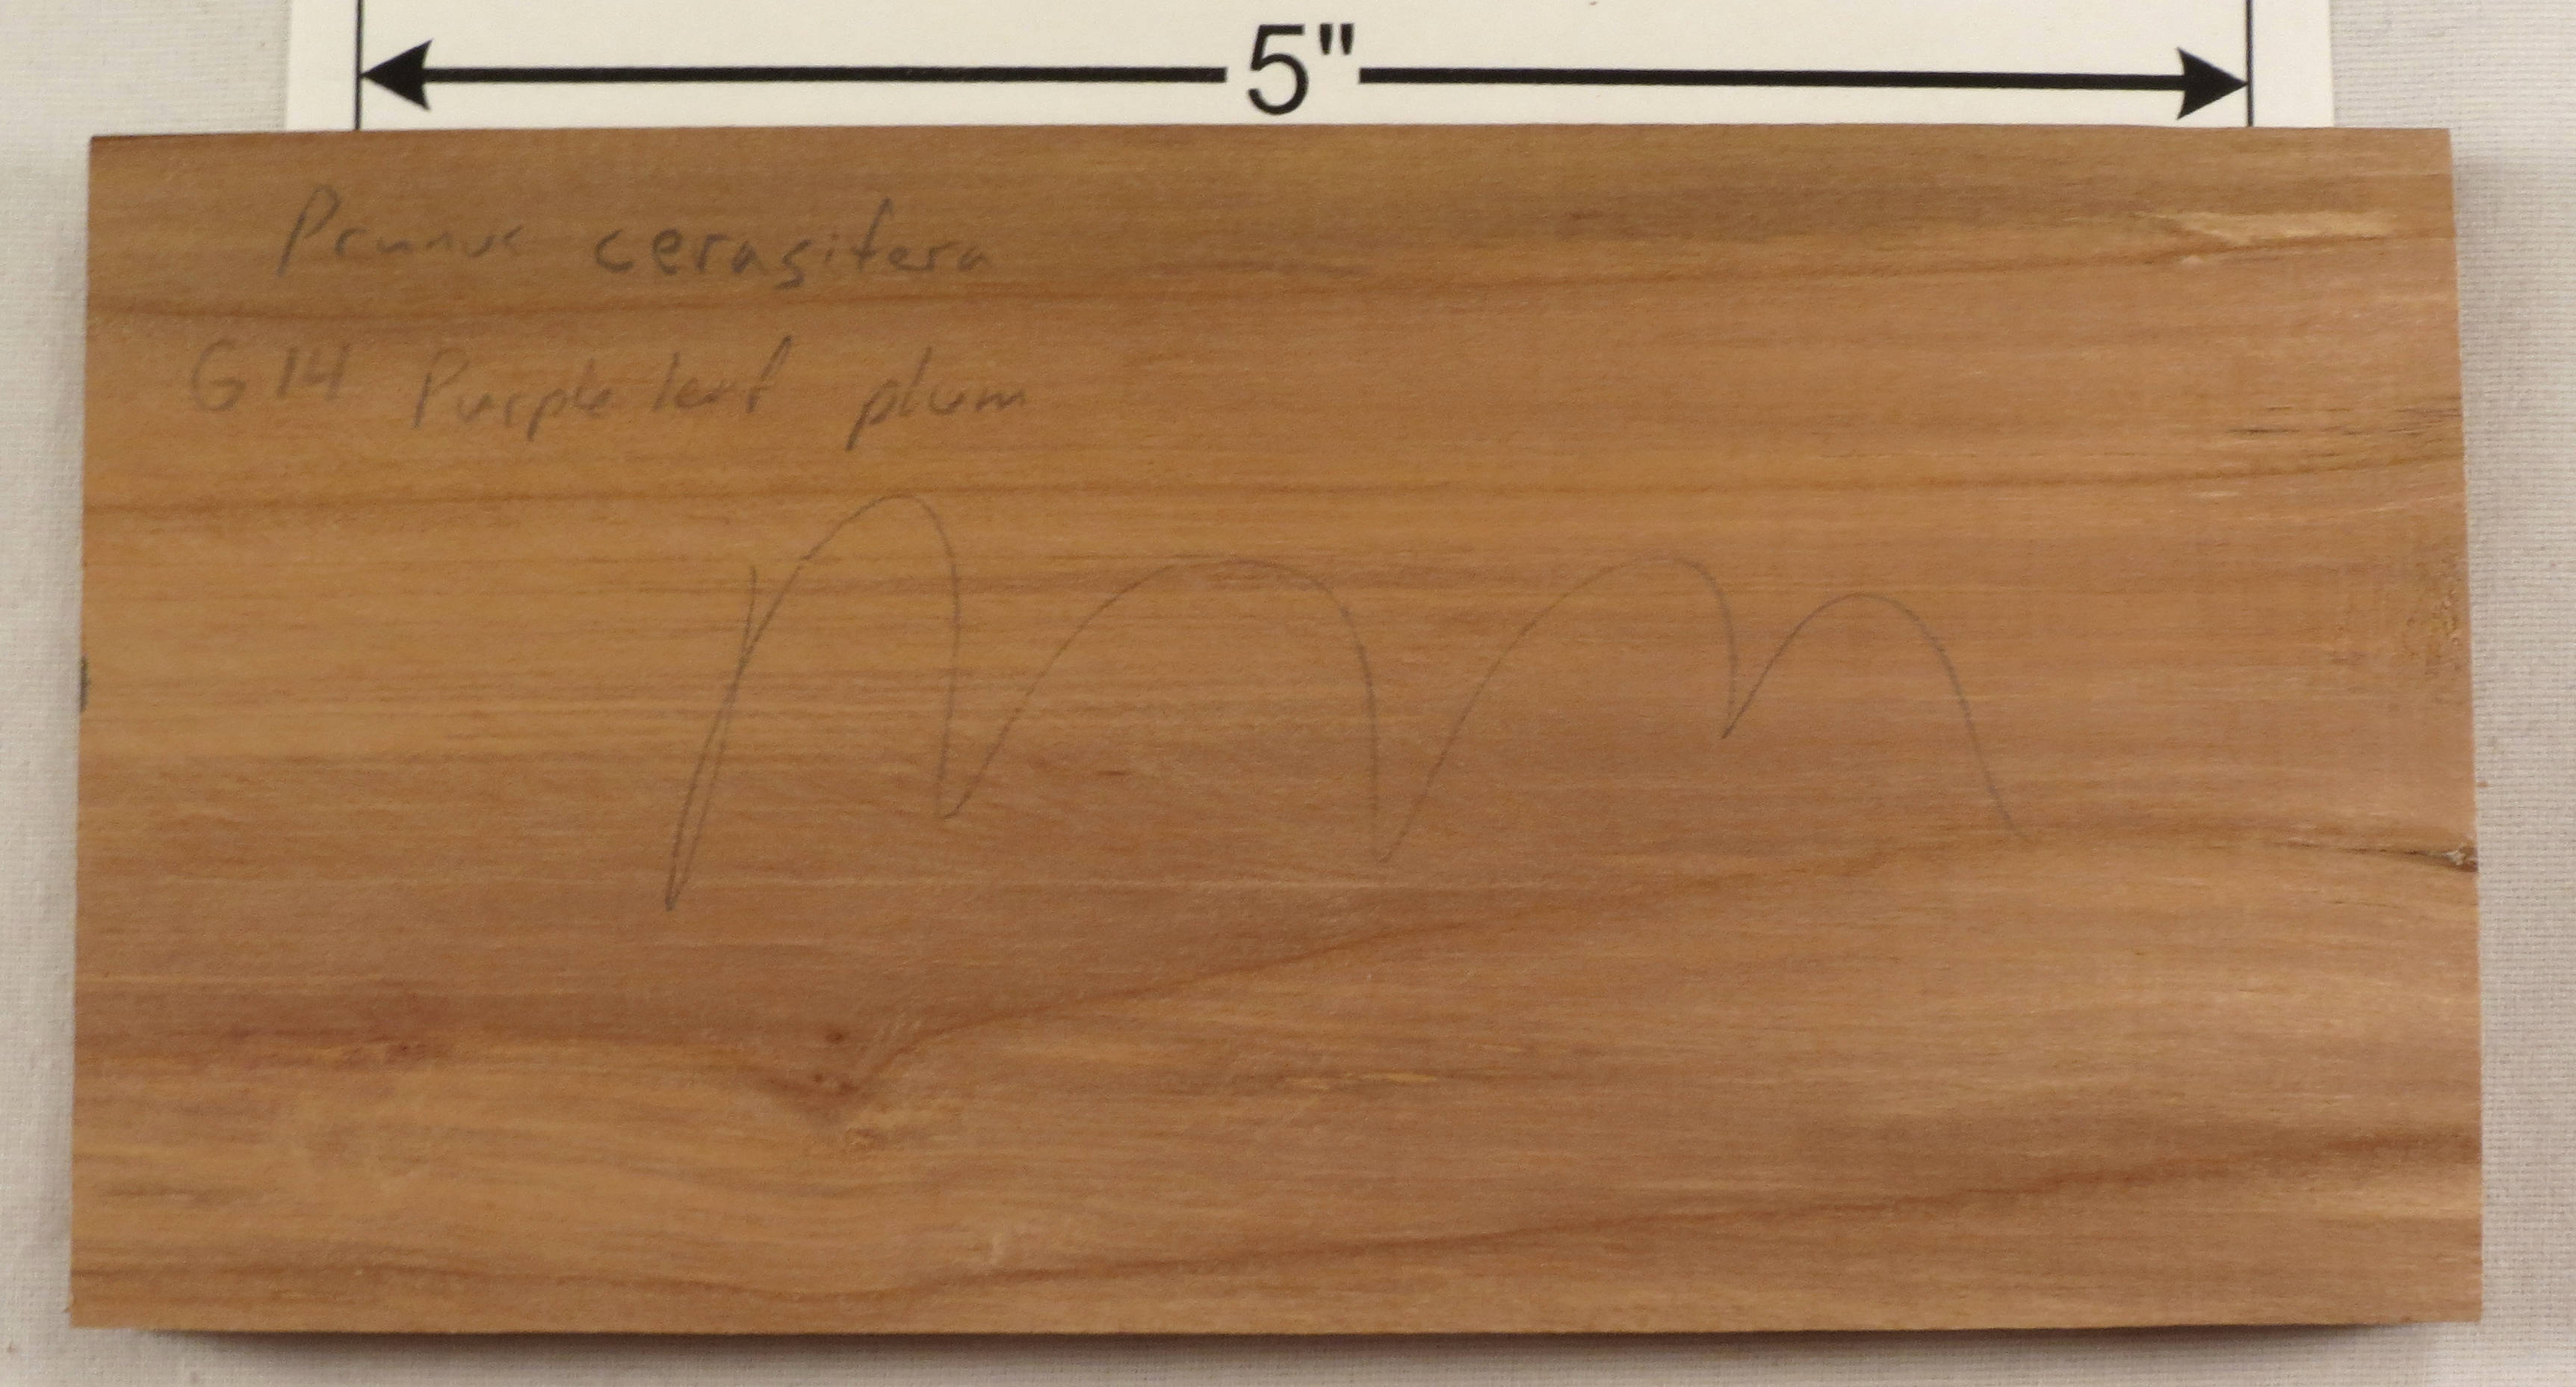 5"
Prunus cerasifera
G14 Purple leaf plum